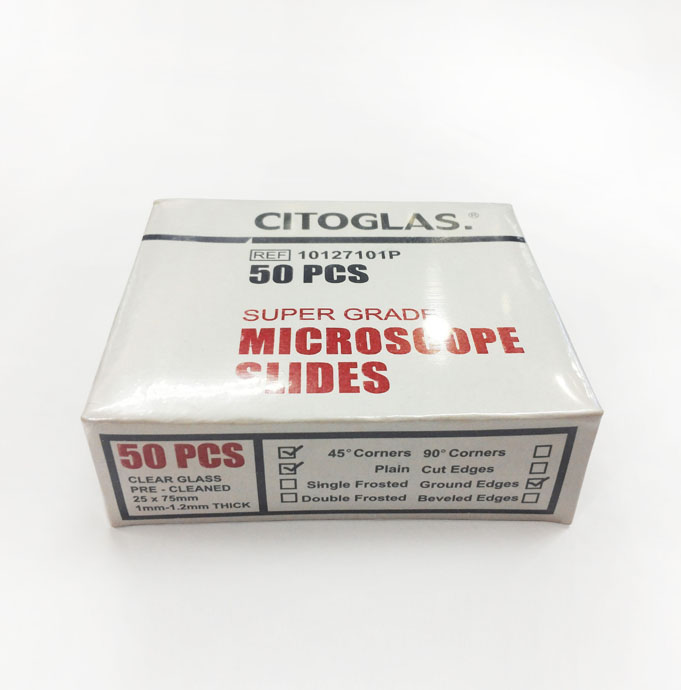 CITOGLAS.®
REF 10127101P
50 PCS
SUPER GRADE
MICROSCOPE
SLIDES
50 PCS
CLEAR GLASS
PRE - CLEANED
25 x 75mm
1mm-1.2mm THICK
45° Corners 90° Corners
Plain Cut Edges
Single Frosted Ground Edges
Double Frosted Beveled Edges